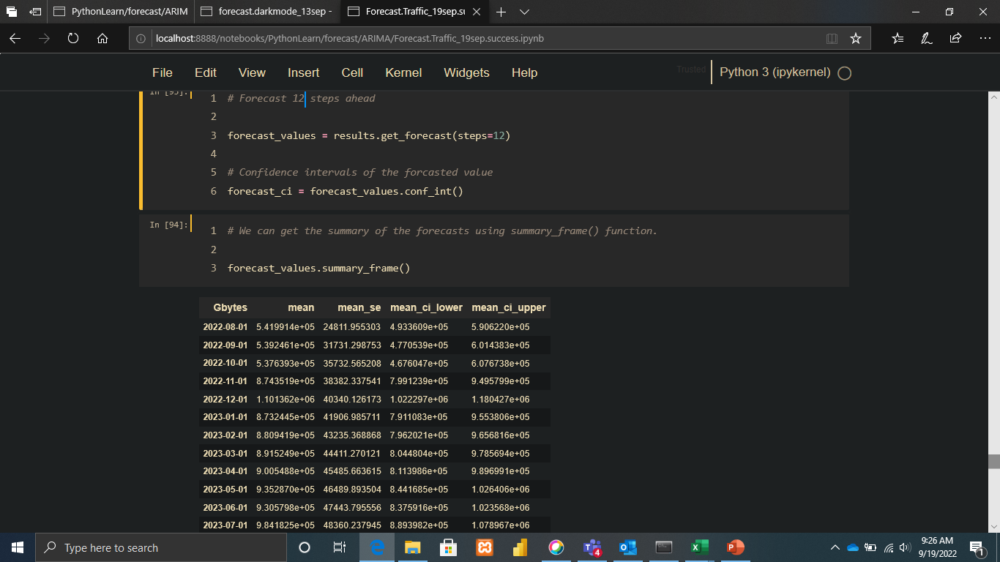 PythonLearn/forecast/ARIM
forecast.darkmode_13sep -
Forecast.Traffic_19sep.su
localhost:8888/notebooks/PythonLearn/forecast/ARIMA/Forecast.Traffic_19sep.success.ipynb
File Edit View Insert Cell Kernel Widgets Help Trusted Python 3 (ipykernel)
In [93]:
1 # Forecast 12 steps ahead
2
3 forecast_values = results.get_forecast(steps=12)
4
5 # Confidence intervals of the forcasted value
6 forecast_ci = forecast_values.conf_int()
In [94]:
1 # We can get the summary of the forecasts using summary_frame() function.
2
3 forecast_values.summary_frame()
Gbytes mean mean_se mean_ci_lower mean_ci_upper
2022-08-01 5.419914e+05 24811.955303 4.933609e+05 5.906220e+05
2022-09-01 5.392461e+05 31731.298753 4.770539e+05 6.014383e+05
2022-10-01 5.376393e+05 35732.565208 4.676047e+05 6.076738e+05
2022-11-01 8.743519e+05 38382.337541 7.991239e+05 9.495799e+05
2022-12-01 1.101362e+06 40340.126173 1.022297e+06 1.180427e+06
2023-01-01 8.732445e+05 41906.985711 7.911083e+05 9.553806e+05
2023-02-01 8.809419e+05 43235.368868 7.962021e+05 9.656816e+05
2023-03-01 8.915249e+05 44411.270121 8.044804e+05 9.785694e+05
2023-04-01 9.005488e+05 45485.663615 8.113986e+05 9.896991e+05
2023-05-01 9.352870e+05 46489.893504 8.441685e+05 1.026406e+06
2023-06-01 9.305798e+05 47443.795556 8.375916e+05 1.023568e+06
2023-07-01 9.841825e+05 48360.237945 8.893982e+05 1.078967e+06
Type here to search
4
9:26 AM
9/19/2022
1